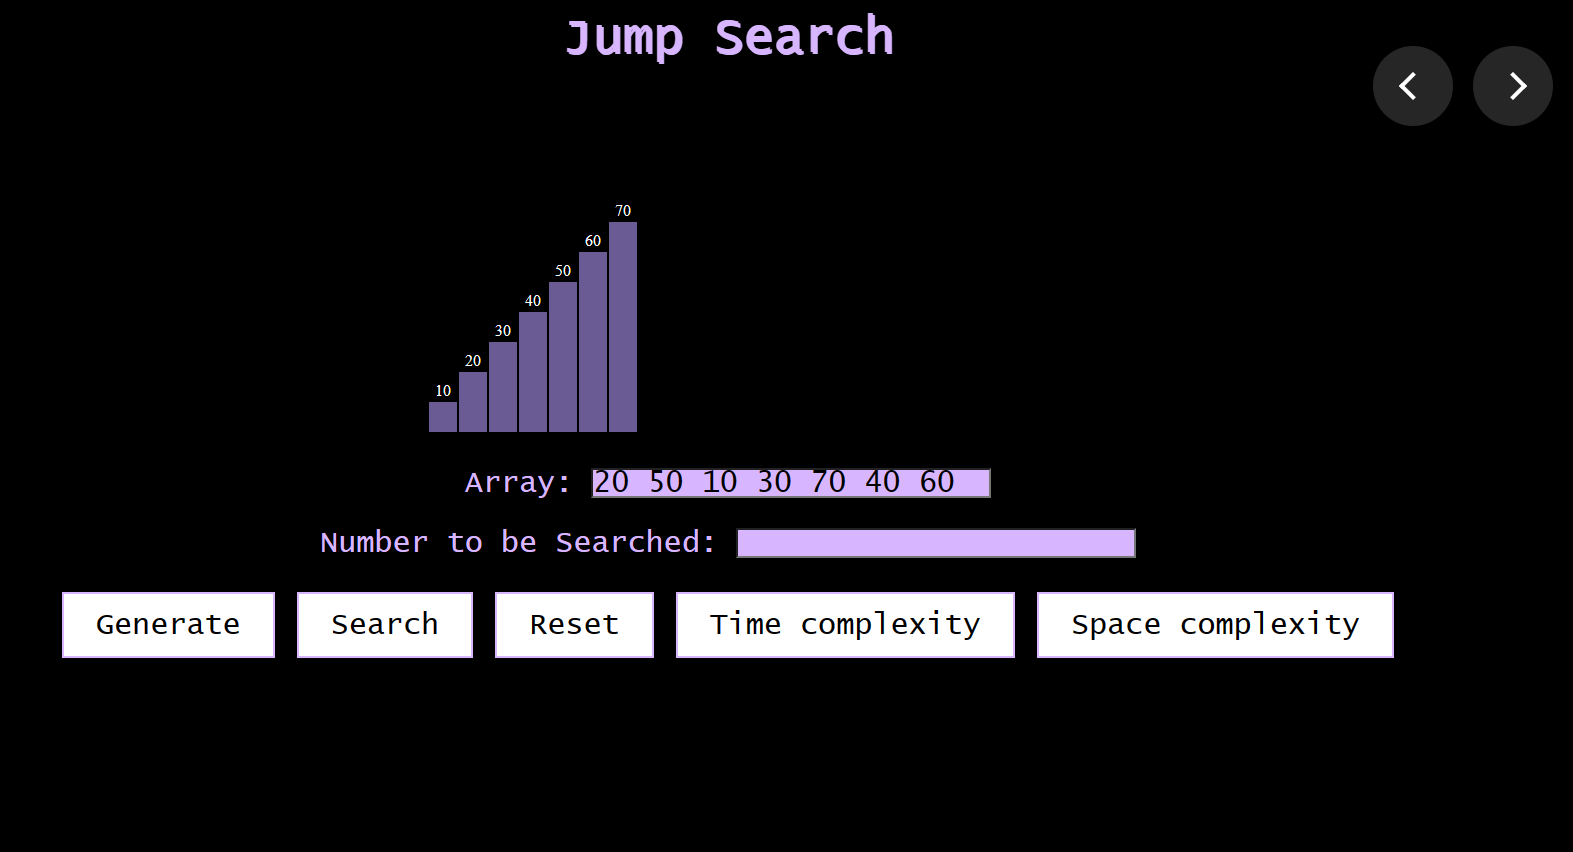 Jump Search
70
60
50
40
30
20
10
Array: 20 50 10 30 70 40 60
Number to be Searched:
Generate Search Reset Time complexity Space complexity